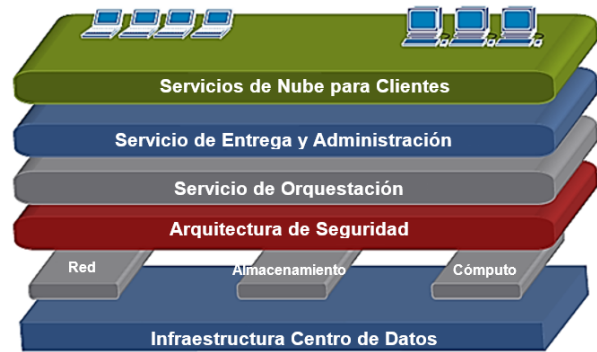 Servicios de Nube para Clientes
Servicio de Entrega y Administración
Servicio de Orquestación
Arquitectura de Seguridad
Red
Almacenamiento
Cómputo
Infraestructura Centro de Datos